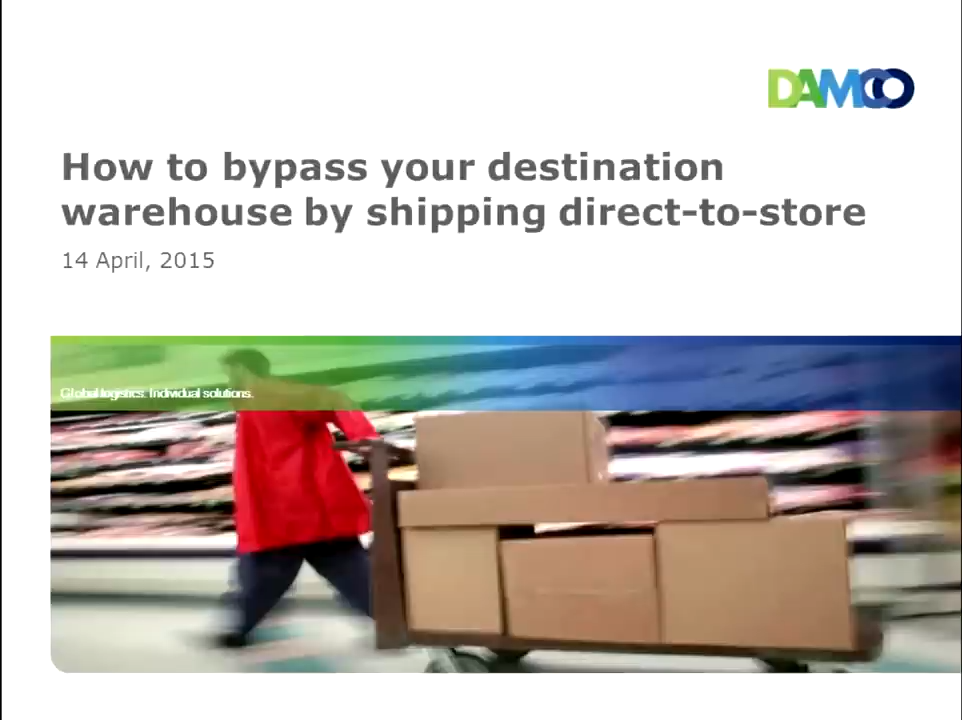 DAMCO
How to bypass your destination
warehouse by shipping direct-to-store
14 April, 2015
Global logistics. Individual solutions.